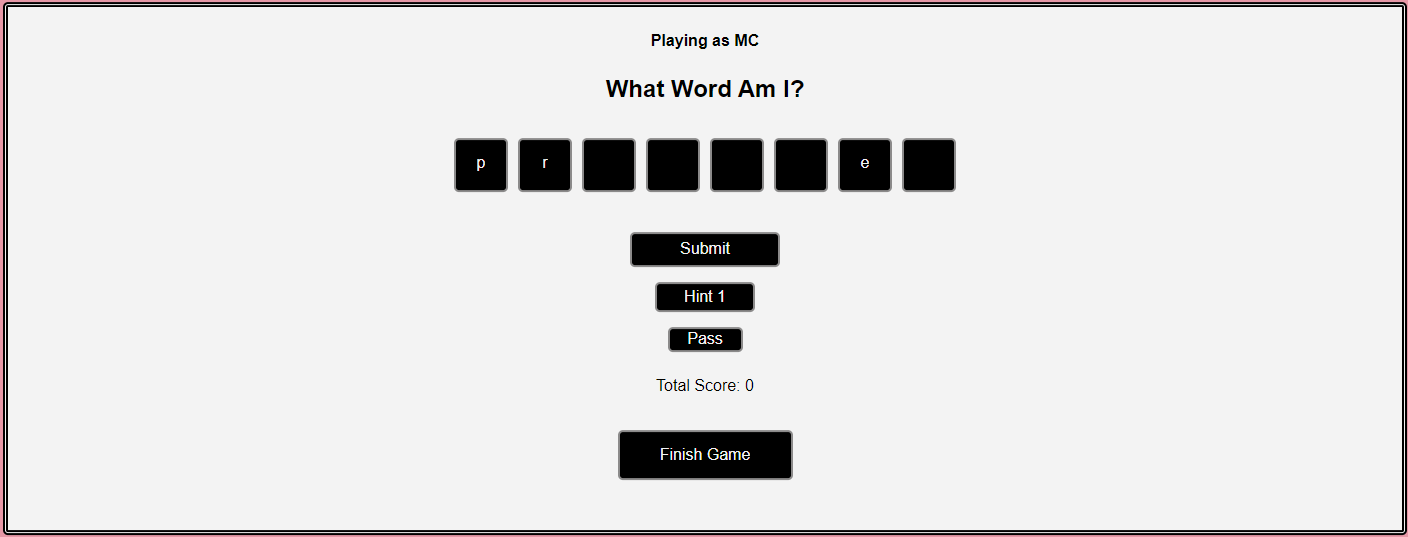 Playing as MC
What Word Am I?
p r e
Submit
Hint 1
Pass
Total Score: 0
Finish Game